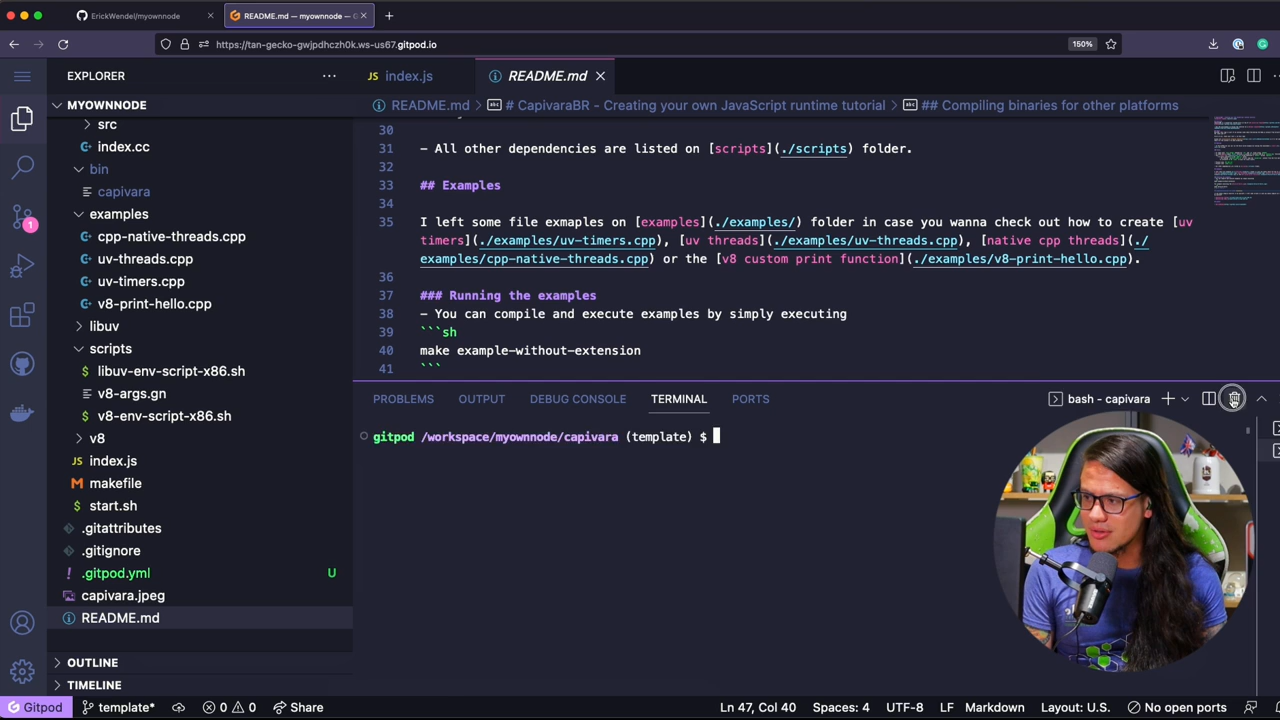 ErickWendel/myownnode
README.md — myownnode — G
https://tan-gecko-gwjpdhczh0k.ws-us67.gitpod.io
150%
EXPLORER
index.js
README.md
MYOWNNODE
README.md > # CapivaraBR - Creating your own JavaScript runtime tutorial > ## Compiling binaries for other platforms
src
index.cc
bin
capivara
examples
cpp-native-threads.cpp
uv-threads.cpp
uv-timers.cpp
v8-print-hello.cpp
libuv
scripts
libuv-env-script-x86.sh
v8-args.gn
v8-env-script-x86.sh
v8
index.js
makefile
start.sh
.gitattributes
.gitignore
.gitpod.yml U
capivara.jpeg
README.md
OUTLINE
TIMELINE
30
31 - All other resources are listed on [scripts](./scripts) folder.
32
33 ## Examples
34
35 I left some file examples on [examples](./examples/) folder in case you wanna check out how to create [uv
timers](./examples/uv-timers.cpp), [uv threads](./examples/uv-threads.cpp), [native cpp threads](./
examples/cpp-native-threads.cpp) or the [v8 custom print function](./examples/v8-print-hello.cpp).
36
37 ### Running the examples
38 - You can compile and execute examples by simply executing
39 ```sh
40 make example-without-extension
41 ```
PROBLEMS OUTPUT DEBUG CONSOLE TERMINAL PORTS
bash - capivara
gitpod /workspace/myownnode/capivara (template) $
Gitpod template* 0 0 Share Ln 47, Col 40 Spaces: 4 UTF-8 LF Markdown Layout: U.S. No open ports